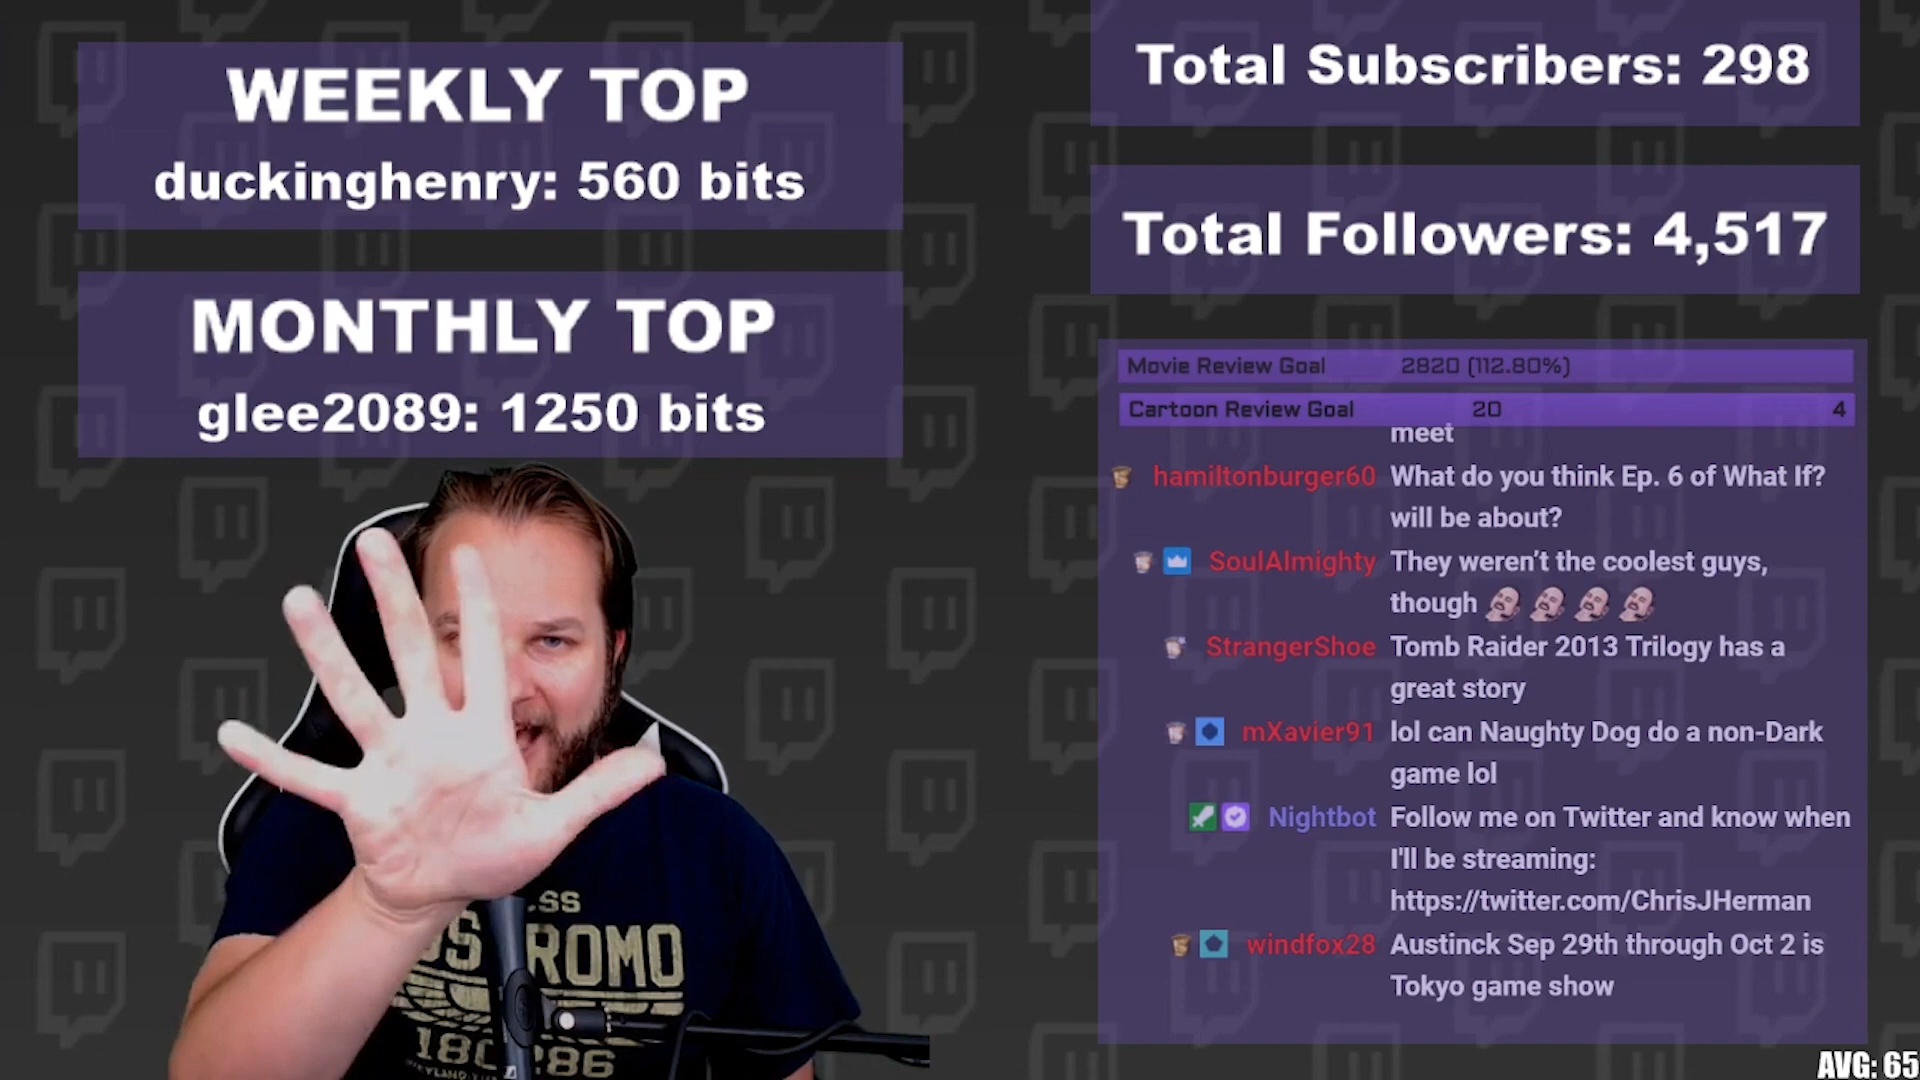 WEEKLY TOP
duckinghenry: 560 bits
MONTHLY TOP
glee2089: 1250 bits
Total Subscribers: 298
Total Followers: 4,517
Movie Review Goal 2820 (112.80%)
Cartoon Review Goal 20 4
meet
hamiltonburger60 What do you think Ep. 6 of What If?
will be about?
SoulAlmighty They weren’t the coolest guys,
though
StrangerShoe Tomb Raider 2013 Trilogy has a
great story
mXavier91 lol can Naughty Dog do a non-Dark
game lol
Nightbot Follow me on Twitter and know when
I'll be streaming:
https://twitter.com/ChrisJHerman
windfox28 Austinck Sep 29th through Oct 2 is
Tokyo game show
AVG: 65
ROMO